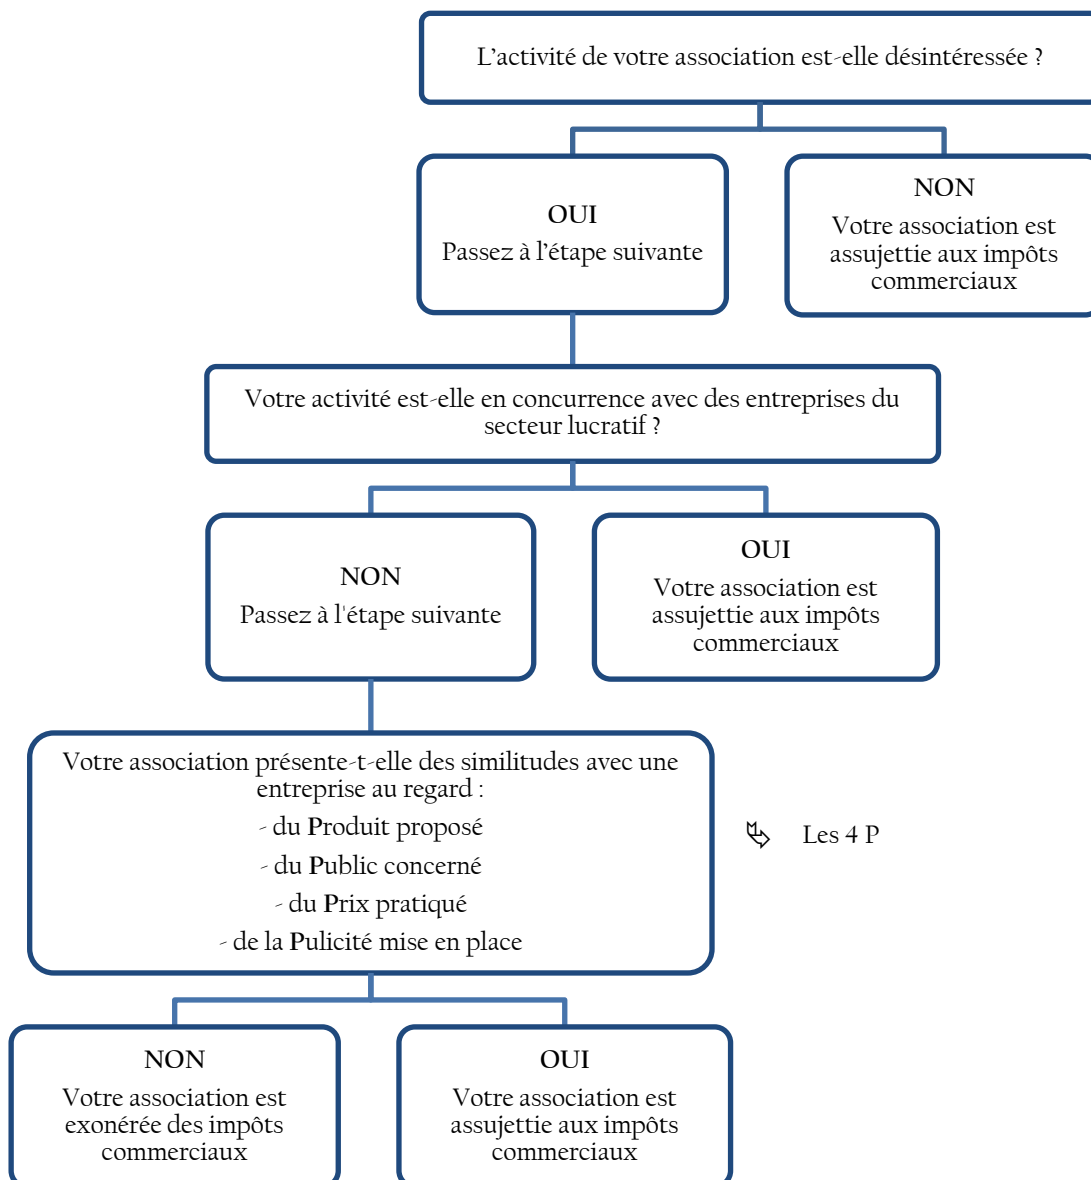 L'activité de votre association est-elle désintéressée ?
OUI
Passez à l'étape suivante
NON
Votre association est
assujettie aux impôts
commerciaux
Votre activité est-elle en concurrence avec des entreprises du
secteur lucratif ?
NON
Passez à l'étape suivante
OUI
Votre association est
assujettie aux impôts
commerciaux
Votre association présente-t-elle des similitudes avec une
entreprise au regard :
- du Produit proposé
- du Public concerné
- du Prix pratiqué
- de la Pulicité mise en place
Les 4 P
NON
Votre association est
exonérée des impôts
commerciaux
OUI
Votre association est
assujettie aux impôts
commerciaux